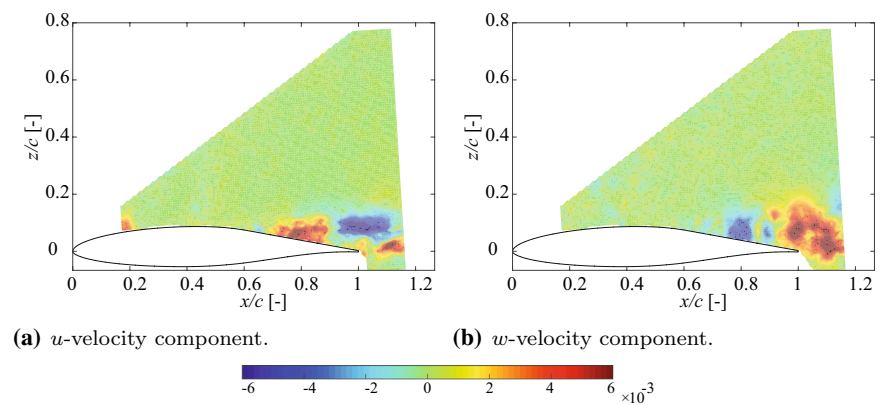 0.8
0.6
0.4
0.2
0
z/c [-]
0 0.2 0.4 0.6 0.8 1 1.2
x/c [-]
0.8
0.6
0.4
0.2
0
z/c [-]
0 0.2 0.4 0.6 0.8 1 1.2
x/c [-]
(a) u-velocity component.
(b) w-velocity component.
-6 -4 -2 0 2 4 6
×10⁻³